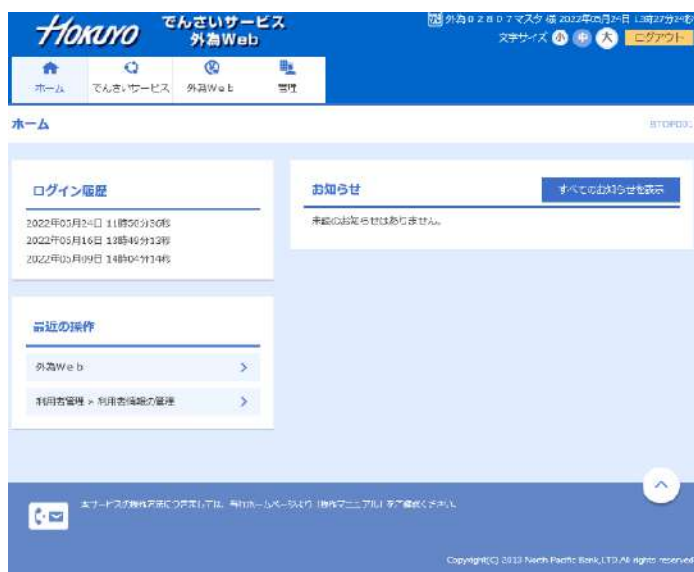 HOKUYO でんさいサービス
外為Web
外為02807マスタ 様 2022年05月24日 13時27分24秒
文字サイズ 小 中 大 ログアウト
ホーム でんさいサービス 外為Web 管理
ホーム
ログイン履歴
2022年05月24日 11時50分30秒
2022年05月16日 13時49分13秒
2022年05月09日 14時04分14秒
お知らせ すべてのお知らせを表示
未読のお知らせはありません。
最近の操作
外為Web
利用者管理 > 利用者情報の管理
本サービスの操作方法につきましては、当行ホームページより「操作マニュアル」をご確認ください。
Copyright(C) 2013 North Pacific Bank,LTD.All rights reserved.